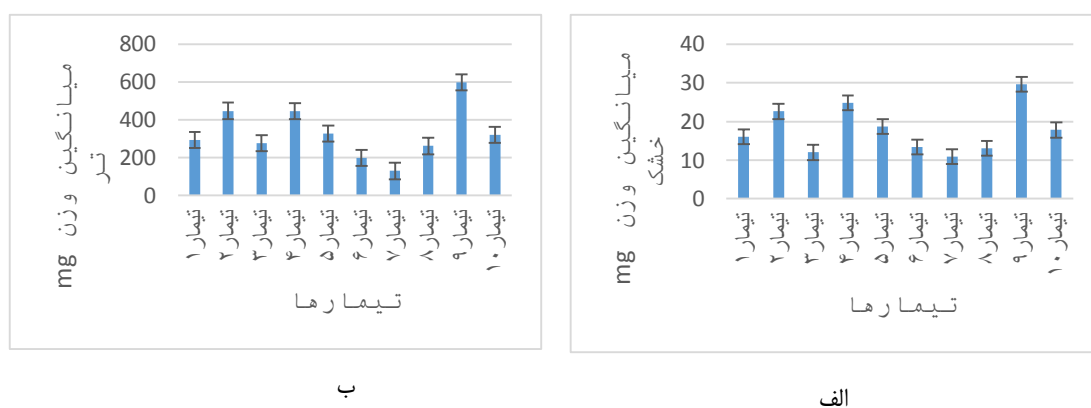 40
30
20
10
0
میانگین وزن خشک mg
تیمار۱
تیمار۲
تیمار۳
تیمار۴
تیمار۵
تیمار۶
تیمار۷
تیمار۸
تیمار۹
تیمار۱۰
تیمارها
الف
800
600
400
200
0
میانگین وزن تر mg
تیمار۱
تیمار۲
تیمار۳
تیمار۴
تیمار۵
تیمار۶
تیمار۷
تیمار۸
تیمار۹
تیمار۱۰
تیمارها
ب